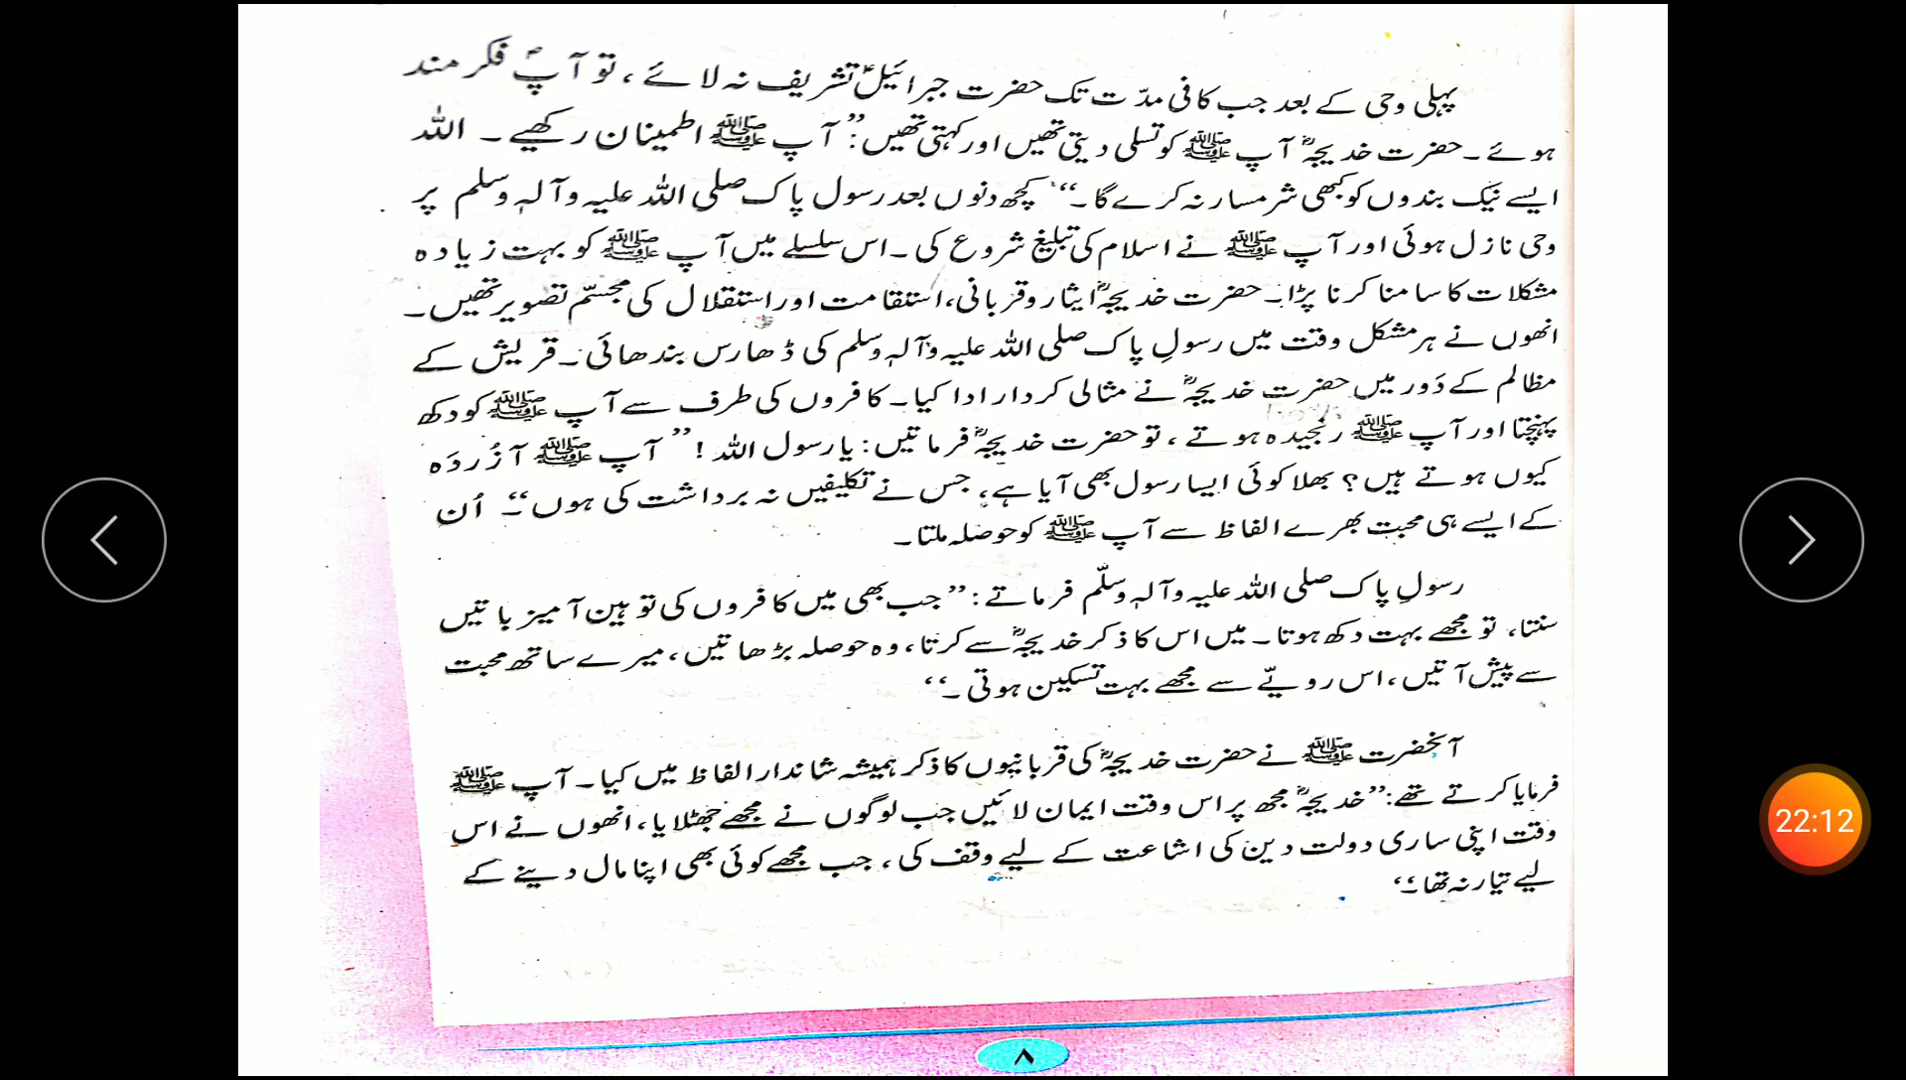 پہلی وحی کے بعد جب کافی مدّت تک حضرت جبرائیلؑ تشریف نہ لائے، تو آپؐ فکر مند
ہوئے۔ حضرت خدیجہؓ آپ ﷺ کو تسلی دیتی تھیں اور کہتی تھیں: ”آپ ﷺ اطمینان رکھیے۔ اللہ
ایسے نیک بندوں کو کبھی شرمسار نہ کرے گا۔“ کچھ دنوں بعد رسول پاک صلی اللہ علیہ وآلہٖ وسلم پر
وحی نازل ہوئی اور آپ ﷺ نے اسلام کی تبلیغ شروع کی۔ اس سلسلے میں آپ ﷺ کو بہت زیادہ
مشکلات کا سامنا کرنا پڑا۔ حضرت خدیجہؓ ایثار و قربانی، استقامت اور استقلال کی مجسّم تصویر تھیں۔
انھوں نے ہر مشکل وقت میں رسولِ پاک صلی اللہ علیہ وآلہٖ وسلم کی ڈھارس بندھائی۔ قریش کے
مظالم کے دَور میں حضرت خدیجہؓ نے مثالی کردار ادا کیا۔ کافروں کی طرف سے آپ ﷺ کو دکھ
پہنچتا اور آپ ﷺ رنجیدہ ہوتے، تو حضرت خدیجہؓ فرماتیں: یا رسول اللہ! ”آپ ﷺ آزُردَہ
کیوں ہوتے ہیں؟ بھلا کوئی ایسا رسول بھی آیا ہے، جس نے تکلیفیں نہ برداشت کی ہوں“۔ اُن
کے ایسے ہی محبت بھرے الفاظ سے آپ ﷺ کو حوصلہ ملتا۔
رسولِ پاک صلی اللہ علیہ وآلہٖ وسلّم فرماتے: ”جب بھی میں کافروں کی توہین آمیز باتیں
سنتا، تو مجھے بہت دکھ ہوتا۔ میں اس کا ذکر خدیجہؓ سے کرتا، وہ حوصلہ بڑھاتیں، میرے ساتھ محبت
سے پیش آتیں، اس رویّے سے مجھے بہت تسکین ہوتی۔“
آنحضرت ﷺ نے حضرت خدیجہؓ کی قربانیوں کا ذکر ہمیشہ شاندار الفاظ میں کیا۔ آپ ﷺ
فرمایا کرتے تھے: ”خدیجہؓ مجھ پر اس وقت ایمان لائیں جب لوگوں نے مجھے جھٹلایا، انھوں نے اس
وقت اپنی ساری دولت دین کی اشاعت کے لیے وقف کی، جب مجھے کوئی بھی اپنا مال دینے کے
لیے تیار نہ تھا۔“
۸
22:12